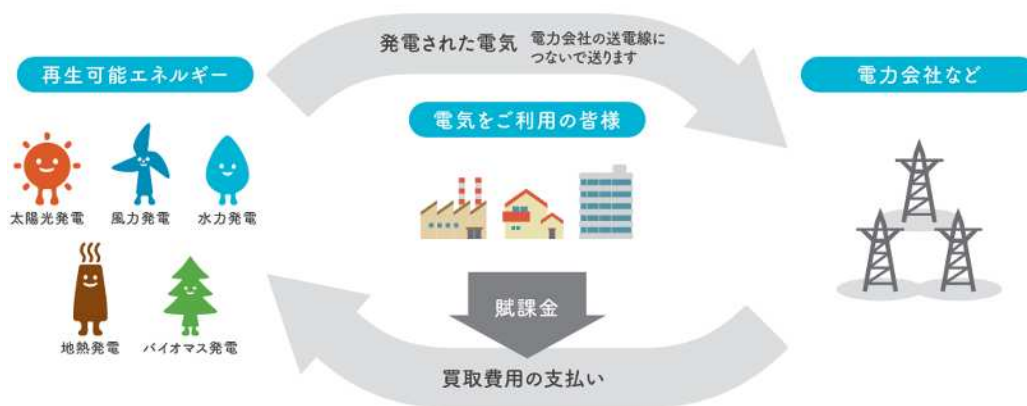 発電された電気
電力会社の送電線に
つないで送ります
再生可能エネルギー
電気をご利用の皆様
電力会社など
太陽光発電
風力発電
水力発電
地熱発電
バイオマス発電
賦課金
買取費用の支払い